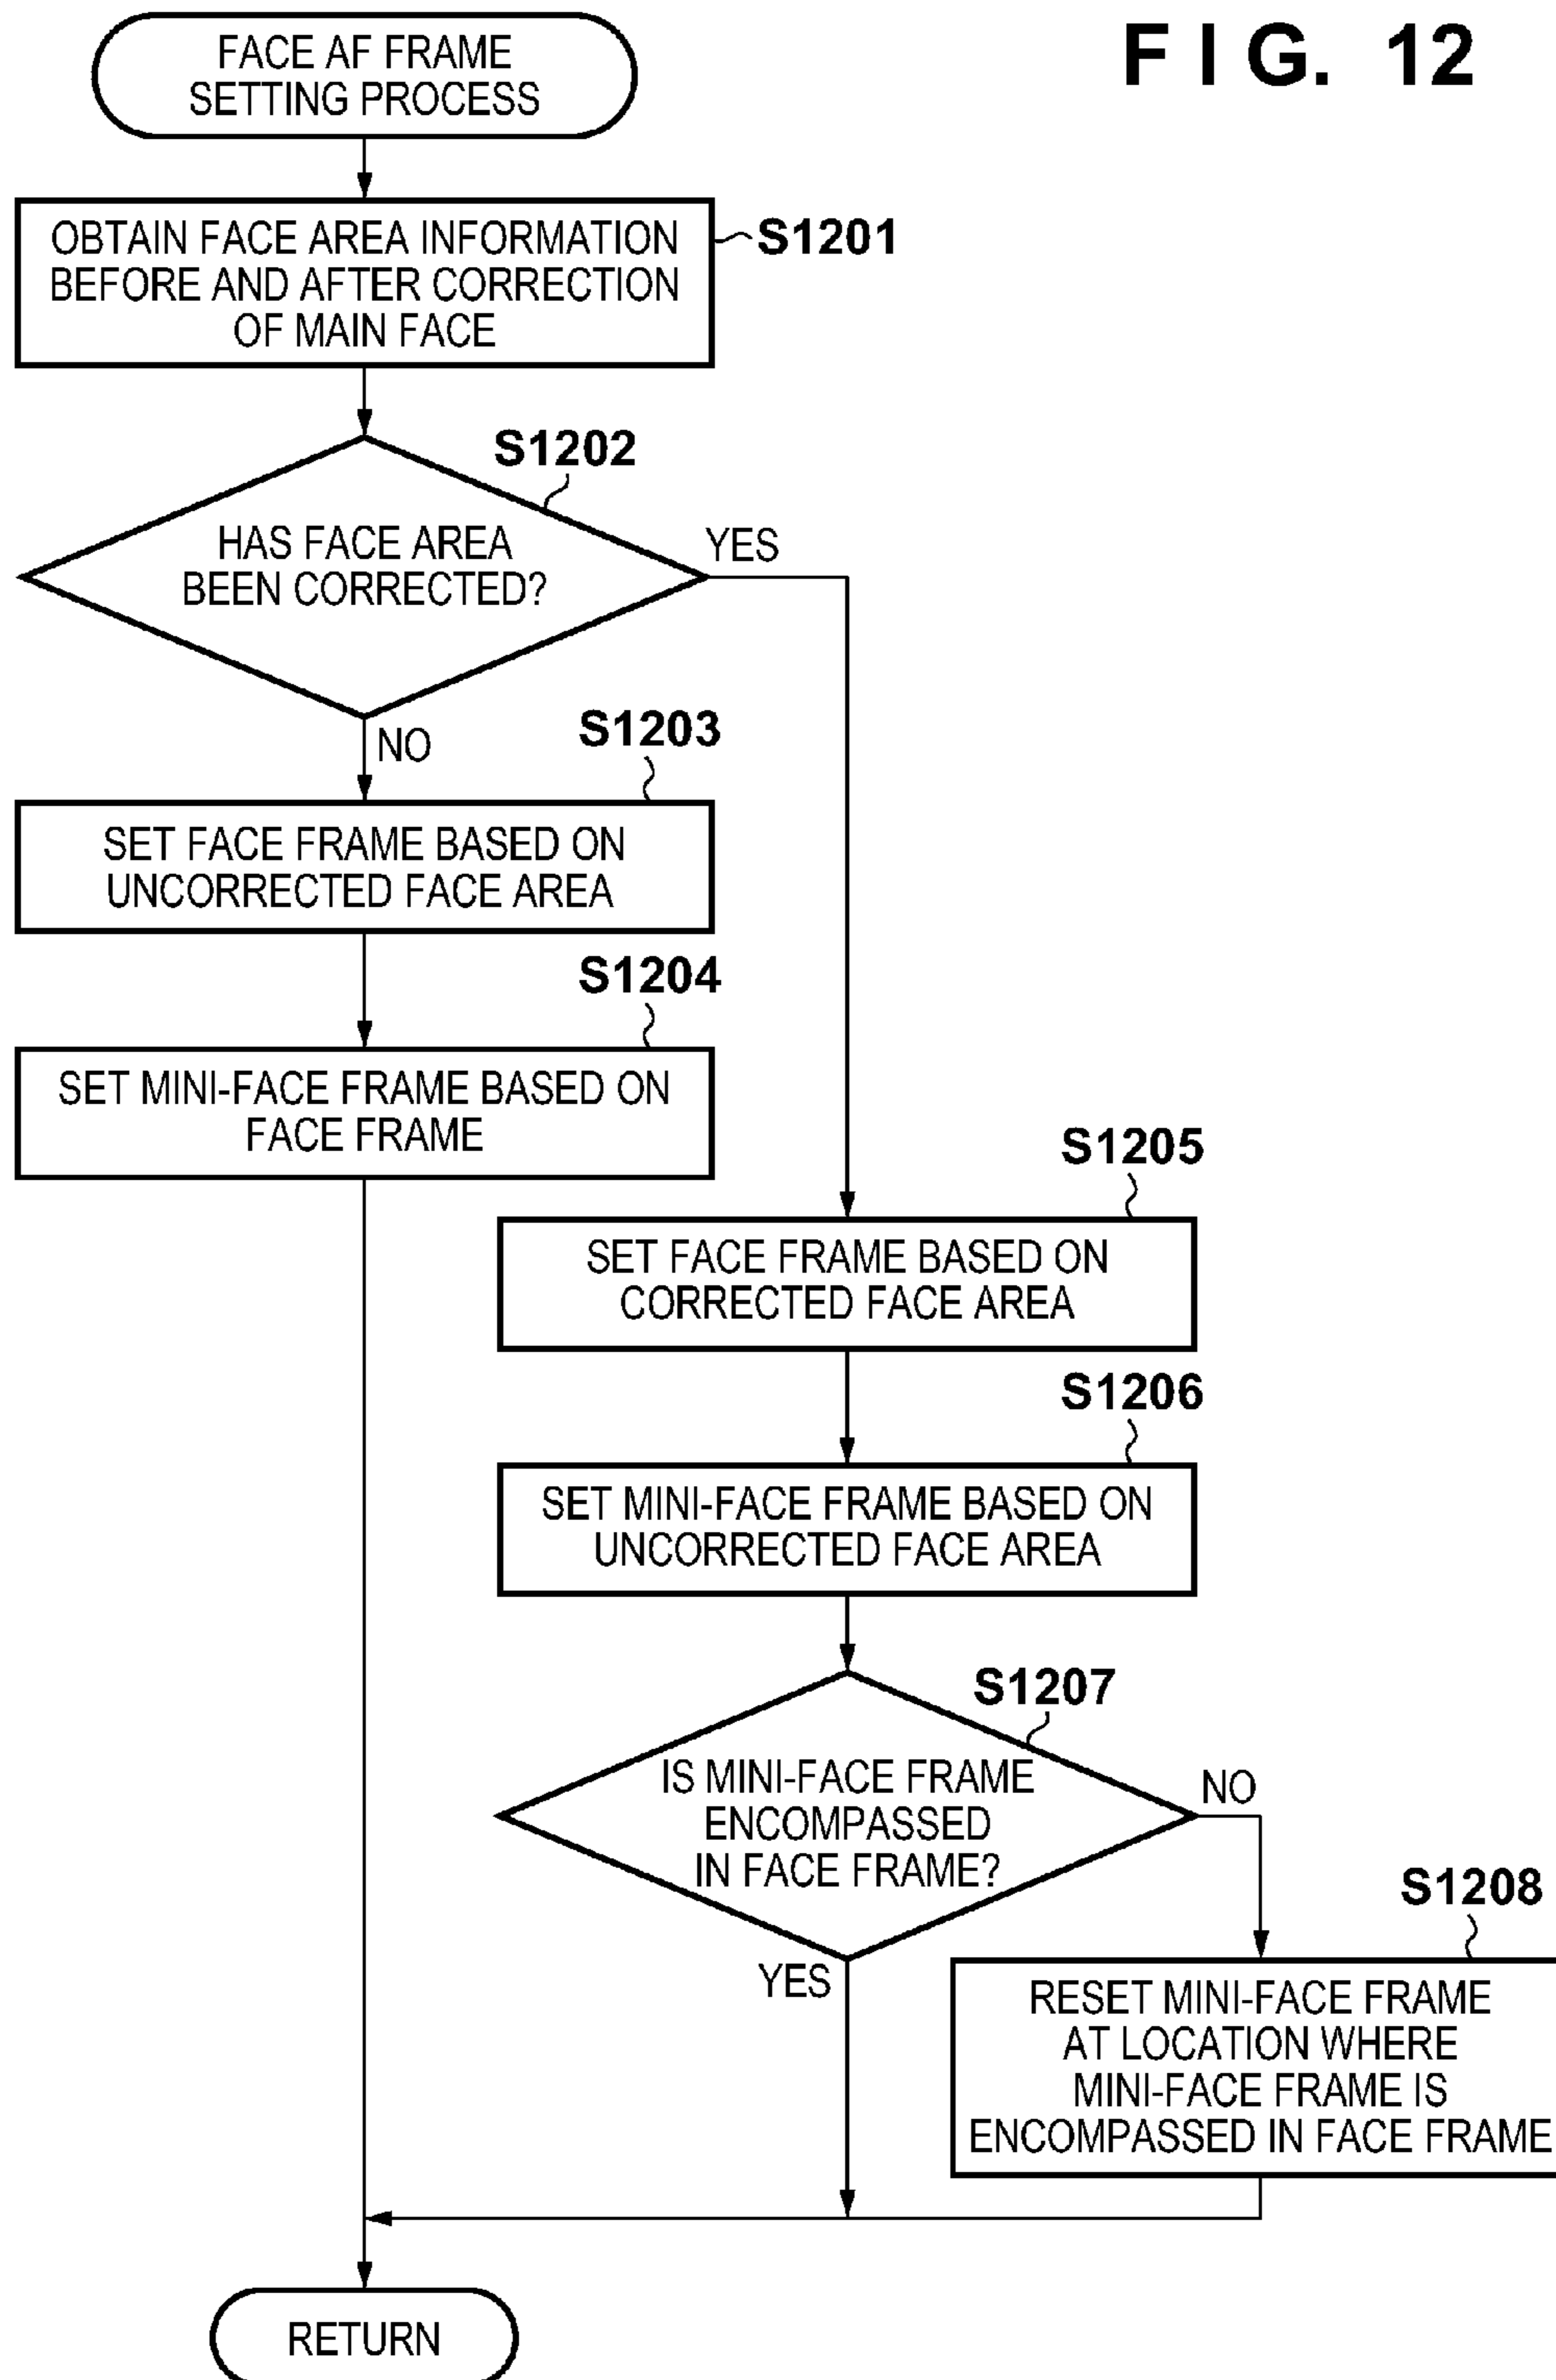 FIG. 12
FACE AF FRAME
SETTING PROCESS
OBTAIN FACE AREA INFORMATION
BEFORE AND AFTER CORRECTION
OF MAIN FACE
S1201
S1202
HAS FACE AREA
BEEN CORRECTED?
YES
NO
S1203
SET FACE FRAME BASED ON
UNCORRECTED FACE AREA
S1204
SET MINI-FACE FRAME BASED ON
FACE FRAME
S1205
SET FACE FRAME BASED ON
CORRECTED FACE AREA
S1206
SET MINI-FACE FRAME BASED ON
UNCORRECTED FACE AREA
S1207
IS MINI-FACE FRAME
ENCOMPASSED
IN FACE FRAME?
NO
YES
S1208
RESET MINI-FACE FRAME
AT LOCATION WHERE
MINI-FACE FRAME IS
ENCOMPASSED IN FACE FRAME
RETURN